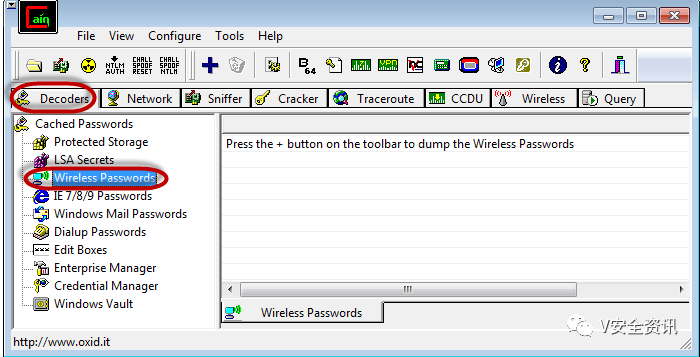 Cain
File View Configure Tools Help
NTLM AUTH CHALL SPOOF RESET CHALL SPOOF NTLM B64
Decoders Network Sniffer Cracker Traceroute CCDU Wireless Query
Cached Passwords
Protected Storage
LSA Secrets
Wireless Passwords
IE 7/8/9 Passwords
Windows Mail Passwords
Dialup Passwords
Edit Boxes
Enterprise Manager
Credential Manager
Windows Vault
Press the + button on the toolbar to dump the Wireless Passwords
Wireless Passwords
http://www.oxid.it
V安全资讯